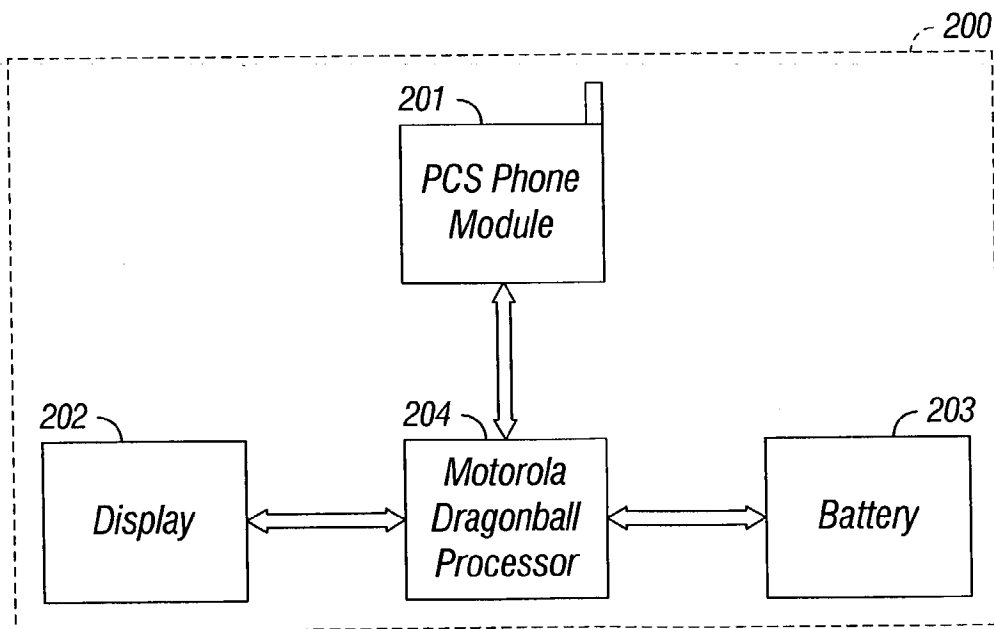 200
201
PCS Phone
Module
202
204
203
Display
Motorola
Dragonball
Processor
Battery